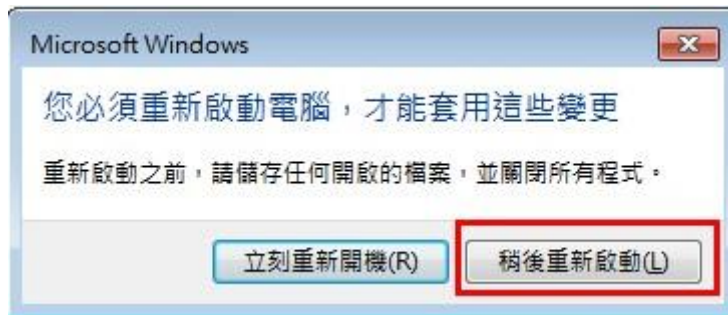 Microsoft Windows
您必須重新啟動電腦，才能套用這些變更
重新啟動之前，請儲存任何開啟的檔案，並關閉所有程式。
立刻重新開機(R) 稍後重新啟動(L)